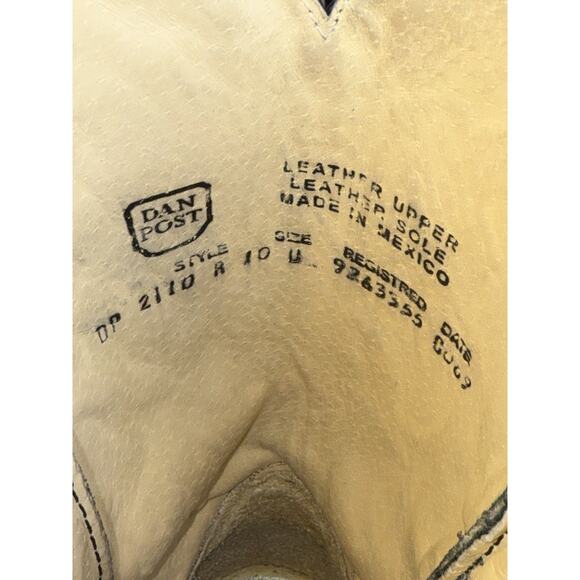 DAN
POST
LEATHER UPPER
LEATHER SOLE
MADE IN MEXICO
STYLE SIZE REGISTRED DATE
DP 2110 R 10